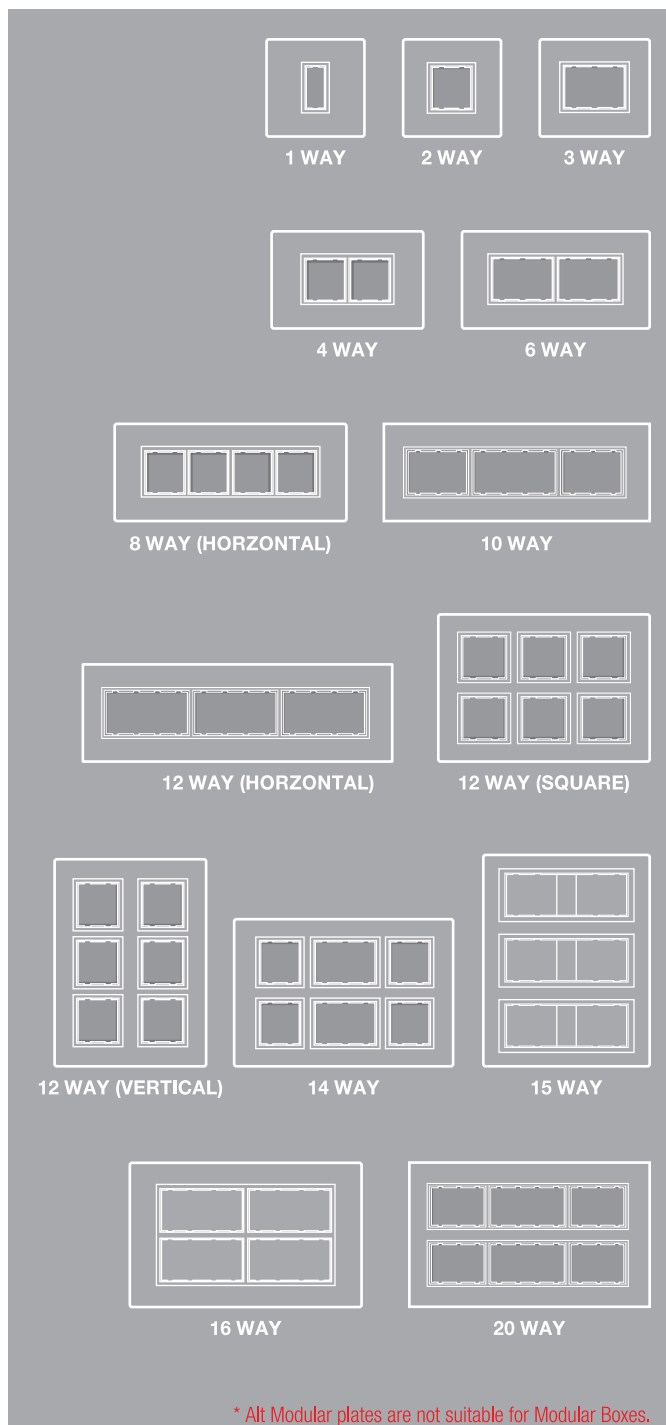 1 WAY
2 WAY
3 WAY
4 WAY
6 WAY
8 WAY (HORZONTAL)
10 WAY
12 WAY (HORZONTAL)
12 WAY (SQUARE)
12 WAY (VERTICAL)
14 WAY
15 WAY
16 WAY
20 WAY
* Alt Modular plates are not suitable for Modular Boxes.